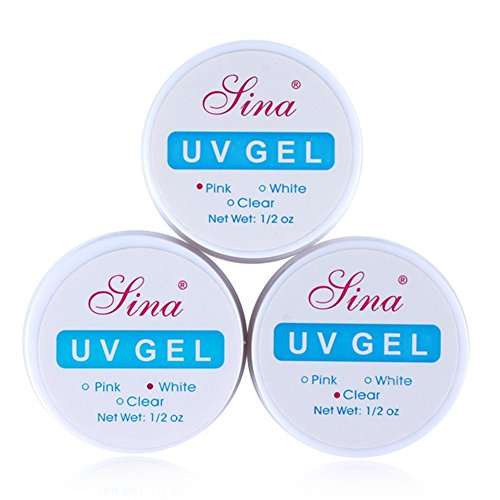 Sina®
UV GEL
Pink White
Clear
Net Wet: 1/2 oz
Sina®
UV GEL
Pink White
Clear
Net Wet: 1/2 oz
Sina®
UV GEL
Pink White
Clear
Net Wet: 1/2 oz